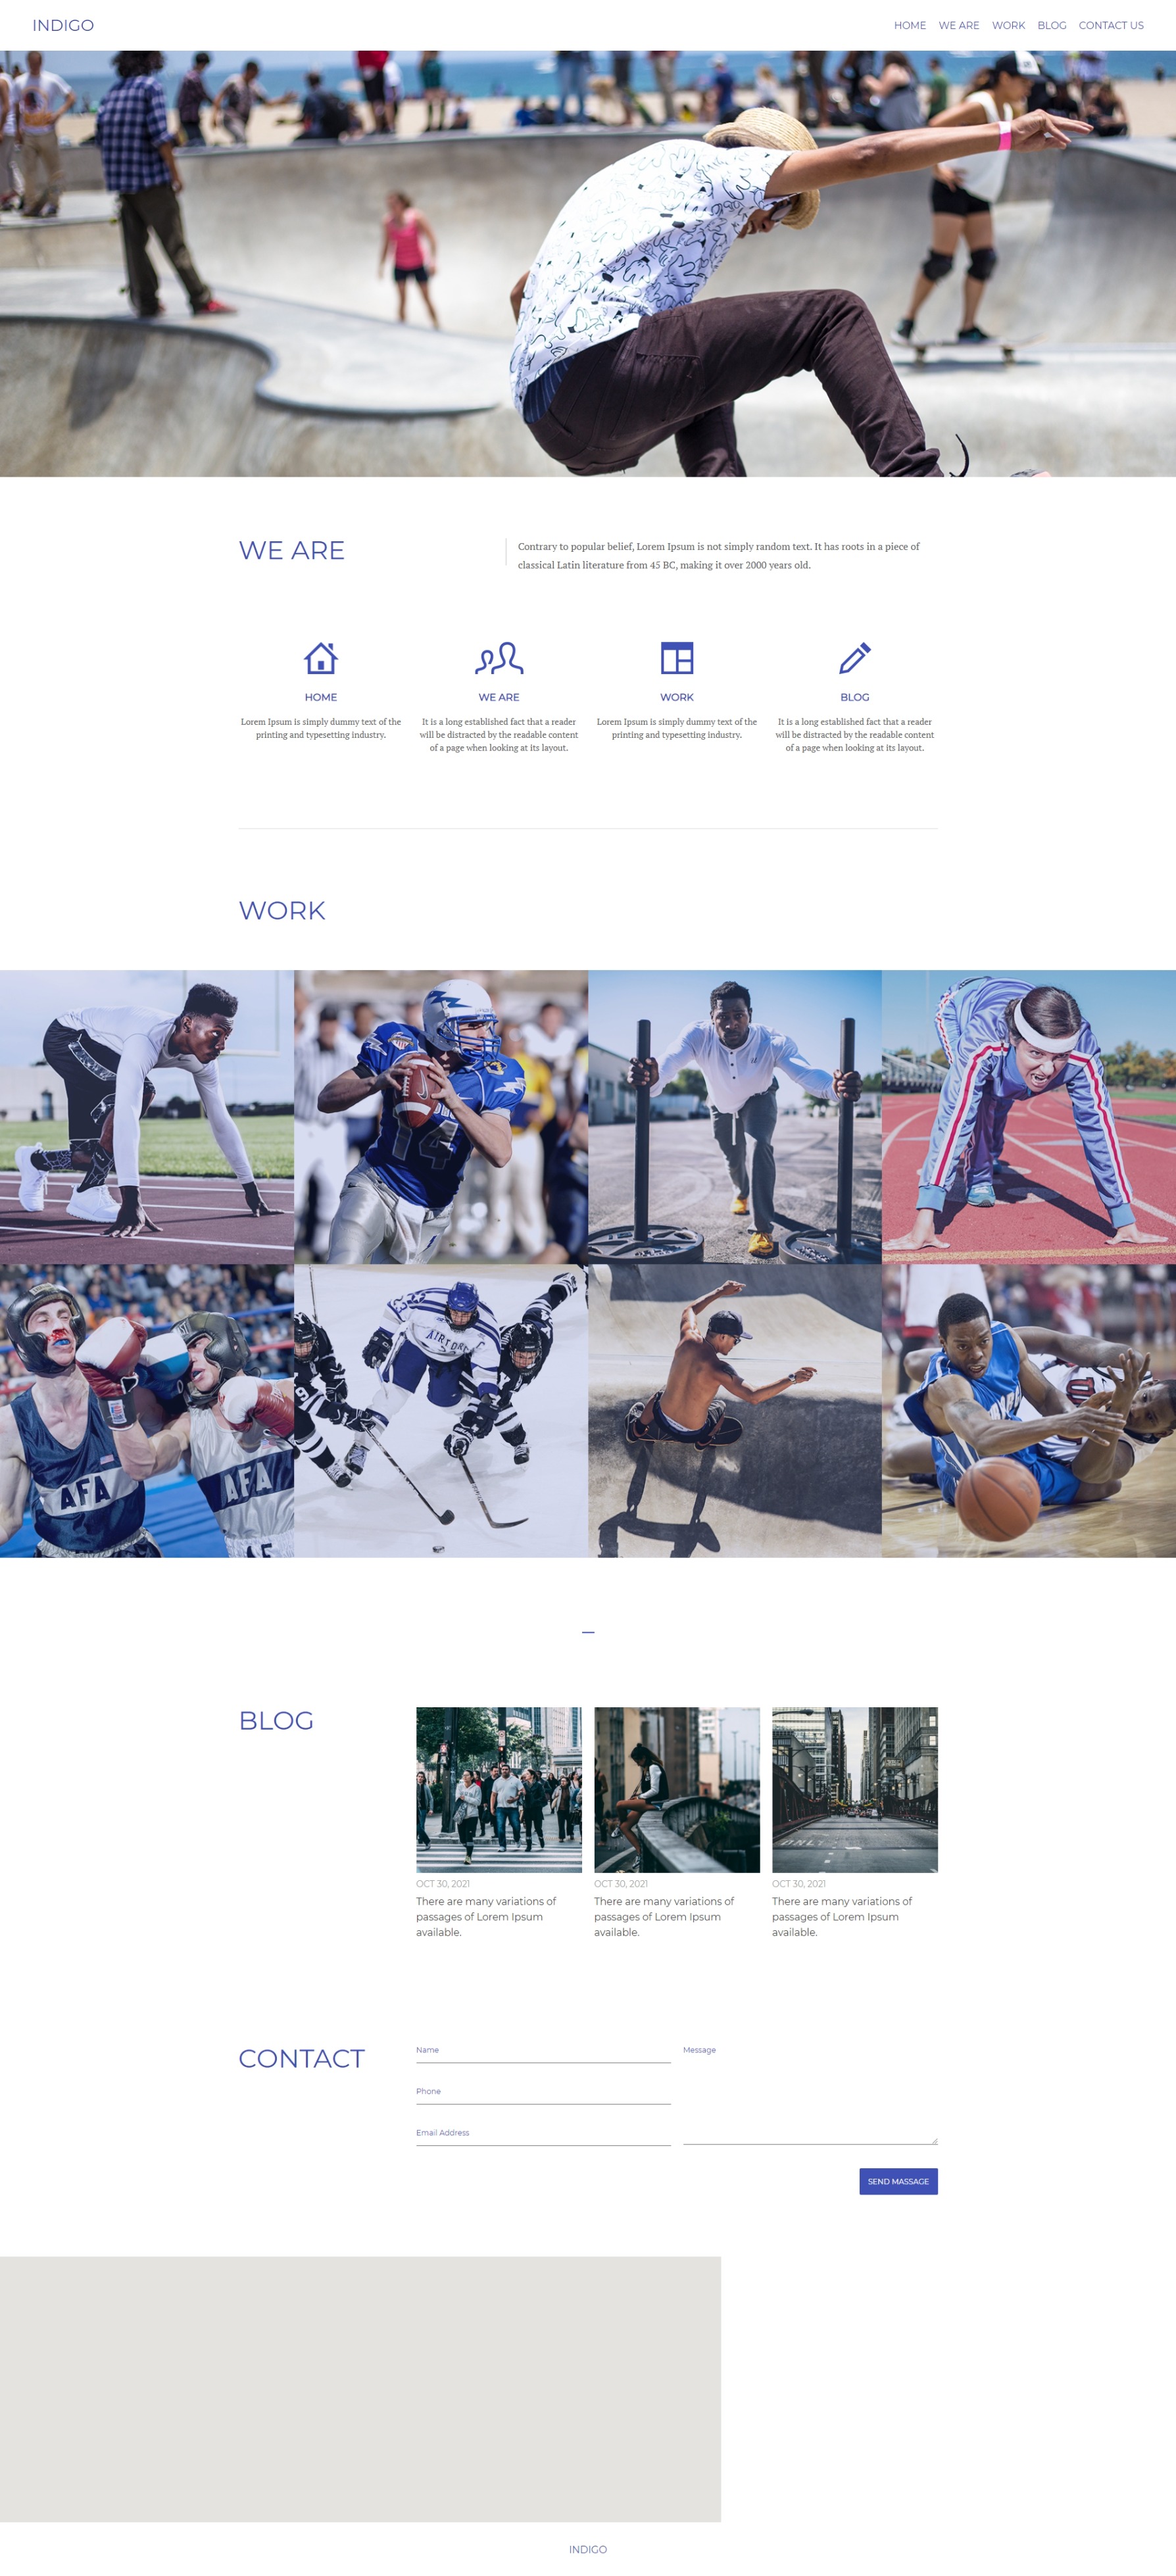 INDIGO
HOME WE ARE WORK BLOG CONTACT US
WE ARE
Contrary to popular belief, Lorem Ipsum is not simply random text. It has roots in a piece of
classical Latin literature from 45 BC, making it over 2000 years old.
HOME
Lorem Ipsum is simply dummy text of the
printing and typesetting industry.
WE ARE
It is a long established fact that a reader
will be distracted by the readable content
of a page when looking at its layout.
WORK
Lorem Ipsum is simply dummy text of the
printing and typesetting industry.
BLOG
It is a long established fact that a reader
will be distracted by the readable content
of a page when looking at its layout.
WORK
14
AFA
AFA
AIR FORCE
BLOG
OCT 30, 2021
There are many variations of
passages of Lorem Ipsum
available.
OCT 30, 2021
There are many variations of
passages of Lorem Ipsum
available.
OCT 30, 2021
There are many variations of
passages of Lorem Ipsum
available.
CONTACT
Name
Phone
Email Address
Message
SEND MASSAGE
INDIGO